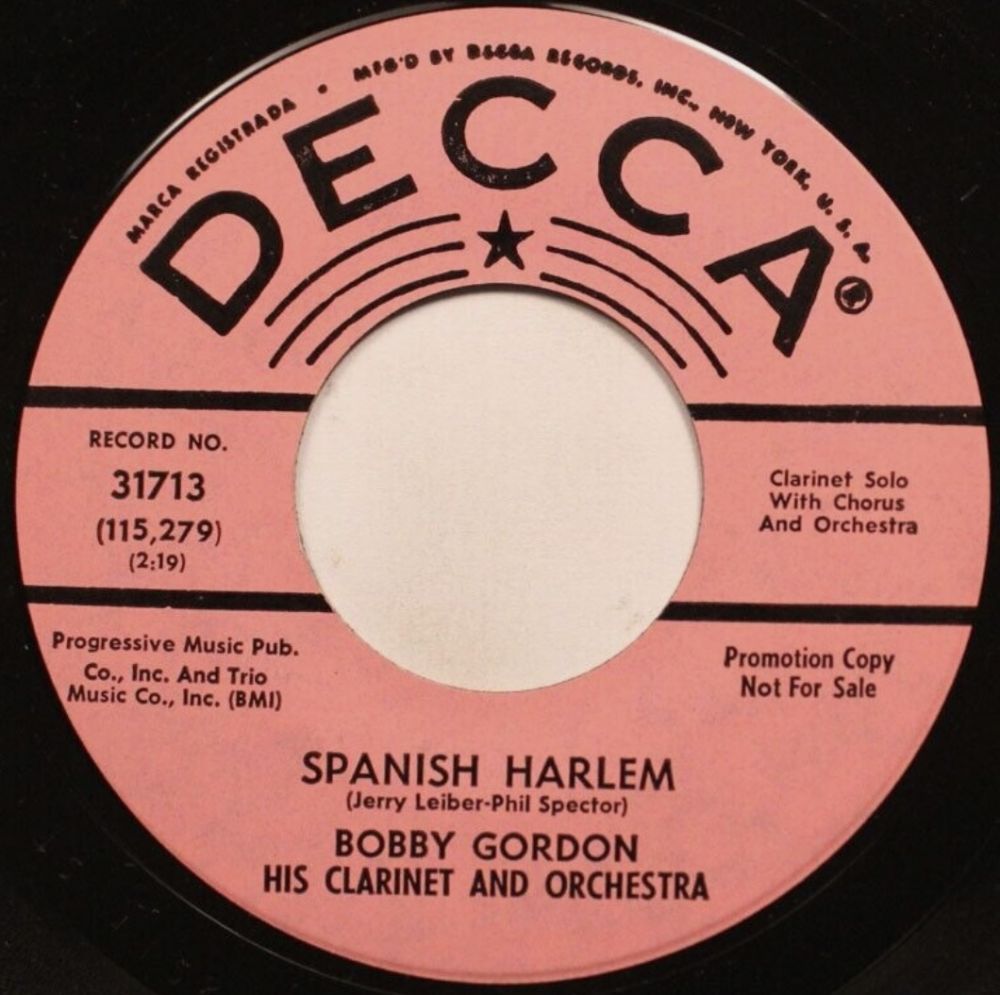 MARCA REGISTRADA • MFG'D BY DECCA RECORDS, INC., NEW YORK, U. S. A.
DECCA®
RECORD NO.
31713
(115,279)
(2:19)
Clarinet Solo
With Chorus
And Orchestra
Progressive Music Pub.
Co., Inc. And Trio
Music Co., Inc. (BMI)
Promotion Copy
Not For Sale
SPANISH HARLEM
(Jerry Leiber-Phil Spector)
BOBBY GORDON
HIS CLARINET AND ORCHESTRA